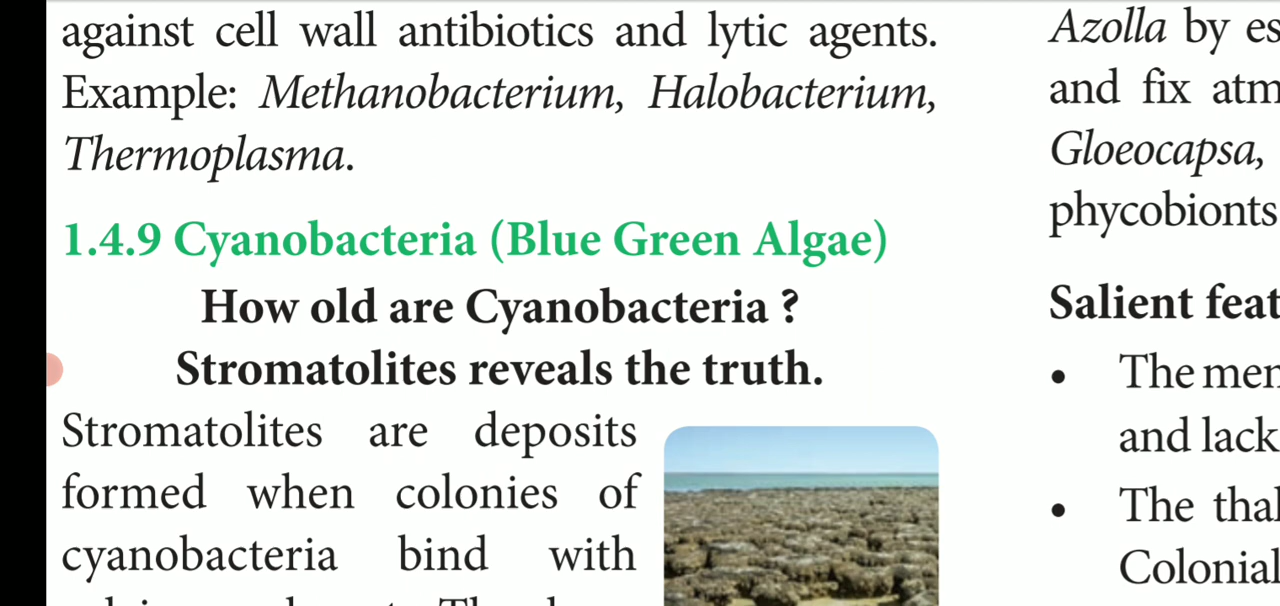 against cell wall antibiotics and lytic agents.
Example: Methanobacterium, Halobacterium,
Thermoplasma.
1.4.9 Cyanobacteria (Blue Green Algae)
How old are Cyanobacteria ?
Stromatolites reveals the truth.
Stromatolites are deposits
formed when colonies of
cyanobacteria bind with
Azolla by es
and fix atm
Gloeocapsa,
phycobionts
Salient feat
• The men
and lack
• The thal
Colonial